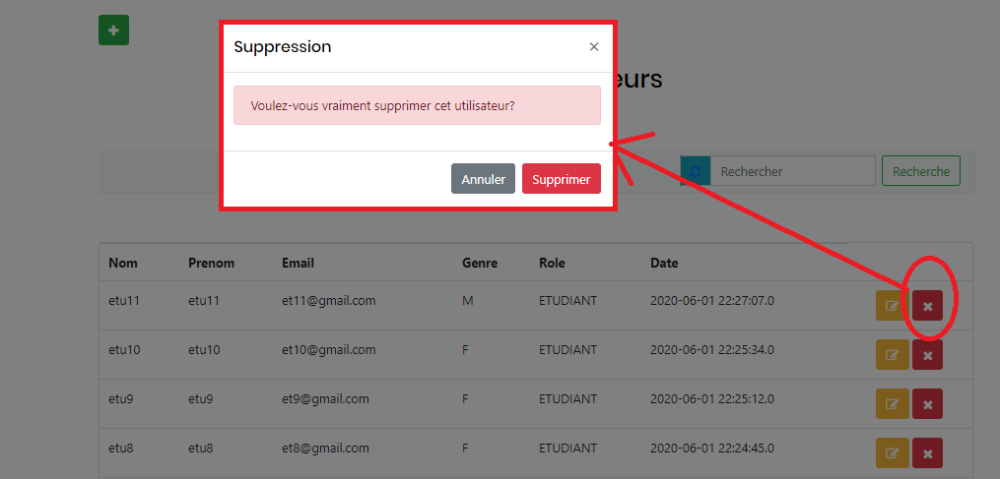 Suppression
×
eurs
Voulez-vous vraiment supprimer cet utilisateur?
Annuler Supprimer
Rechercher Recherche
Nom Prenom Email Genre Role Date
etu11 etu11 et11@gmail.com M ETUDIANT 2020-06-01 22:27:07.0
etu10 etu10 et10@gmail.com F ETUDIANT 2020-06-01 22:25:34.0
etu9 etu9 et9@gmail.com F ETUDIANT 2020-06-01 22:25:12.0
etu8 etu8 et8@gmail.com F ETUDIANT 2020-06-01 22:24:45.0